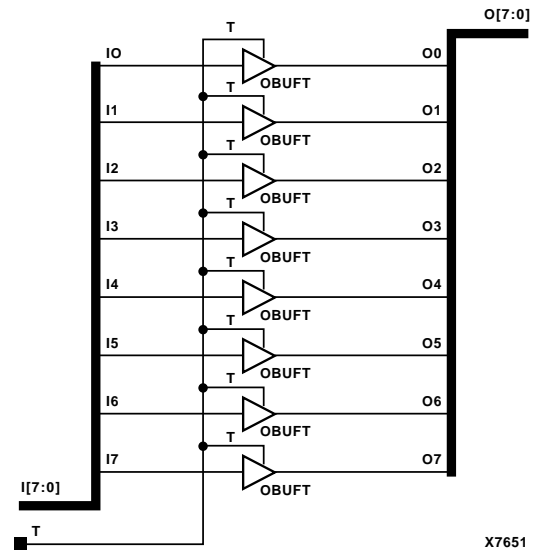 O[7:0]
T
IO O0
OBUFT
T
I1 O1
OBUFT
T
I2 O2
OBUFT
T
I3 O3
OBUFT
T
I4 O4
OBUFT
T
I5 O5
OBUFT
T
I6 O6
OBUFT
T
I7 O7
OBUFT
I[7:0]
T
X7651